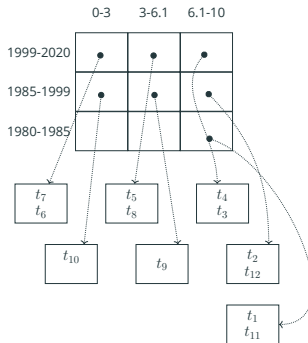 0-3 3-6.1 6.1-10
1999-2020
1985-1999
1980-1985
t₇ t₅ t₄
t₆ t₈ t₃
t₁₀ t₉ t₂
t₁₂
t₁
t₁₁